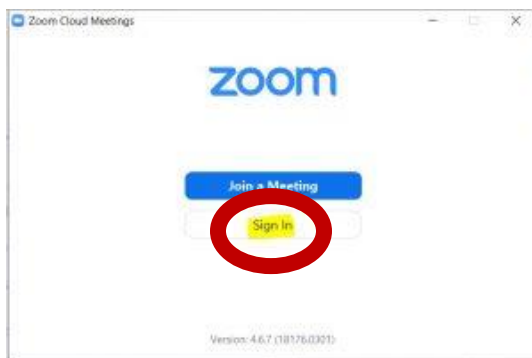 Zoom Cloud Meetings
zoom
Join a Meeting
Sign In
Version: 4.6.7 (18176.0301)